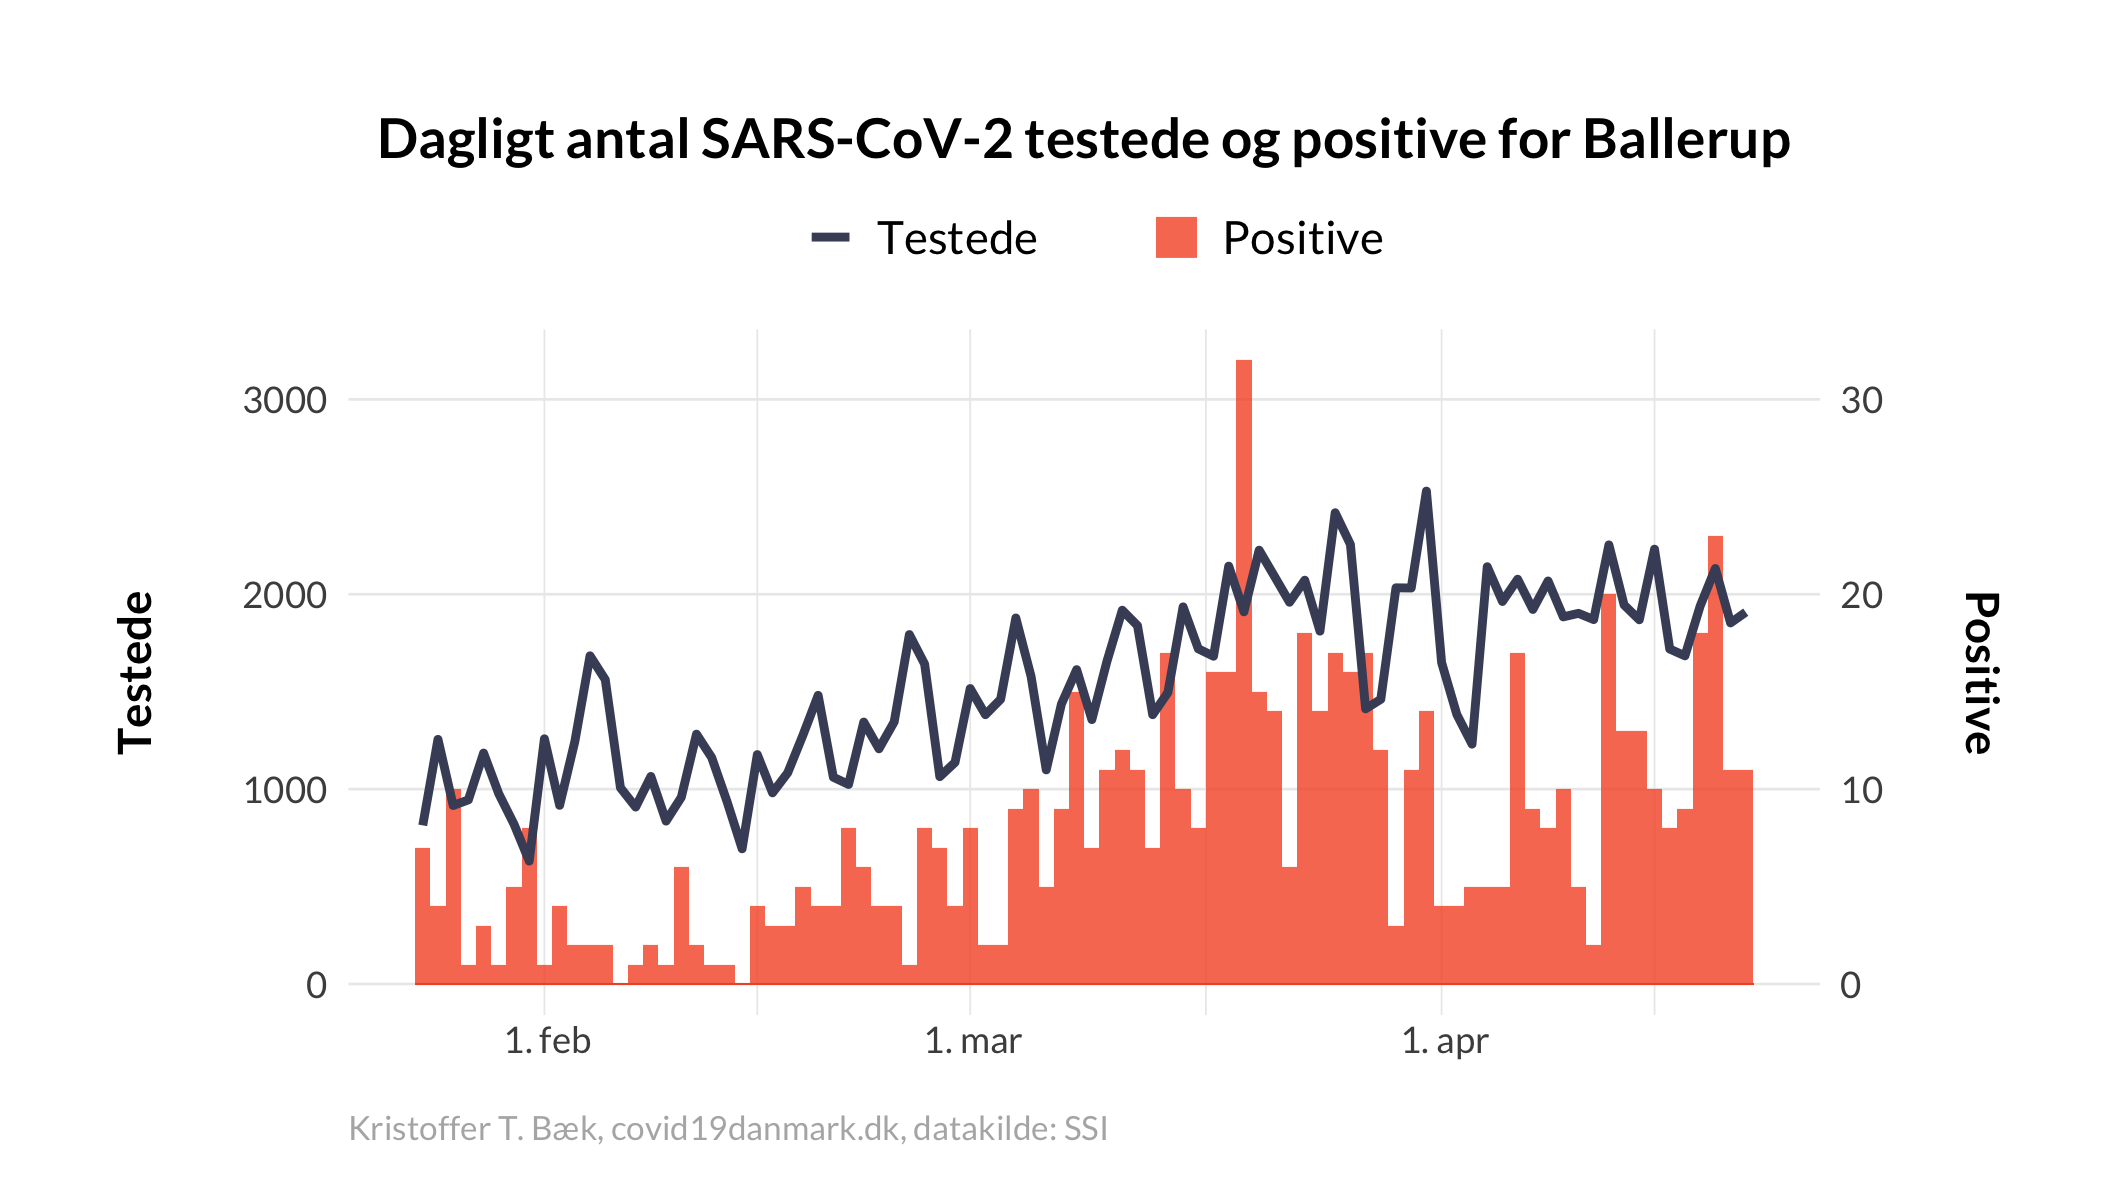 Dagligt antal SARS-CoV-2 testede og positive for Ballerup
Testede
Positive
3000
2000
1000
0
Testede
30
20
10
0
Positive
1. feb
1. mar
1. apr
Kristoffer T. Bæk, covid19danmark.dk, datakilde: SSI